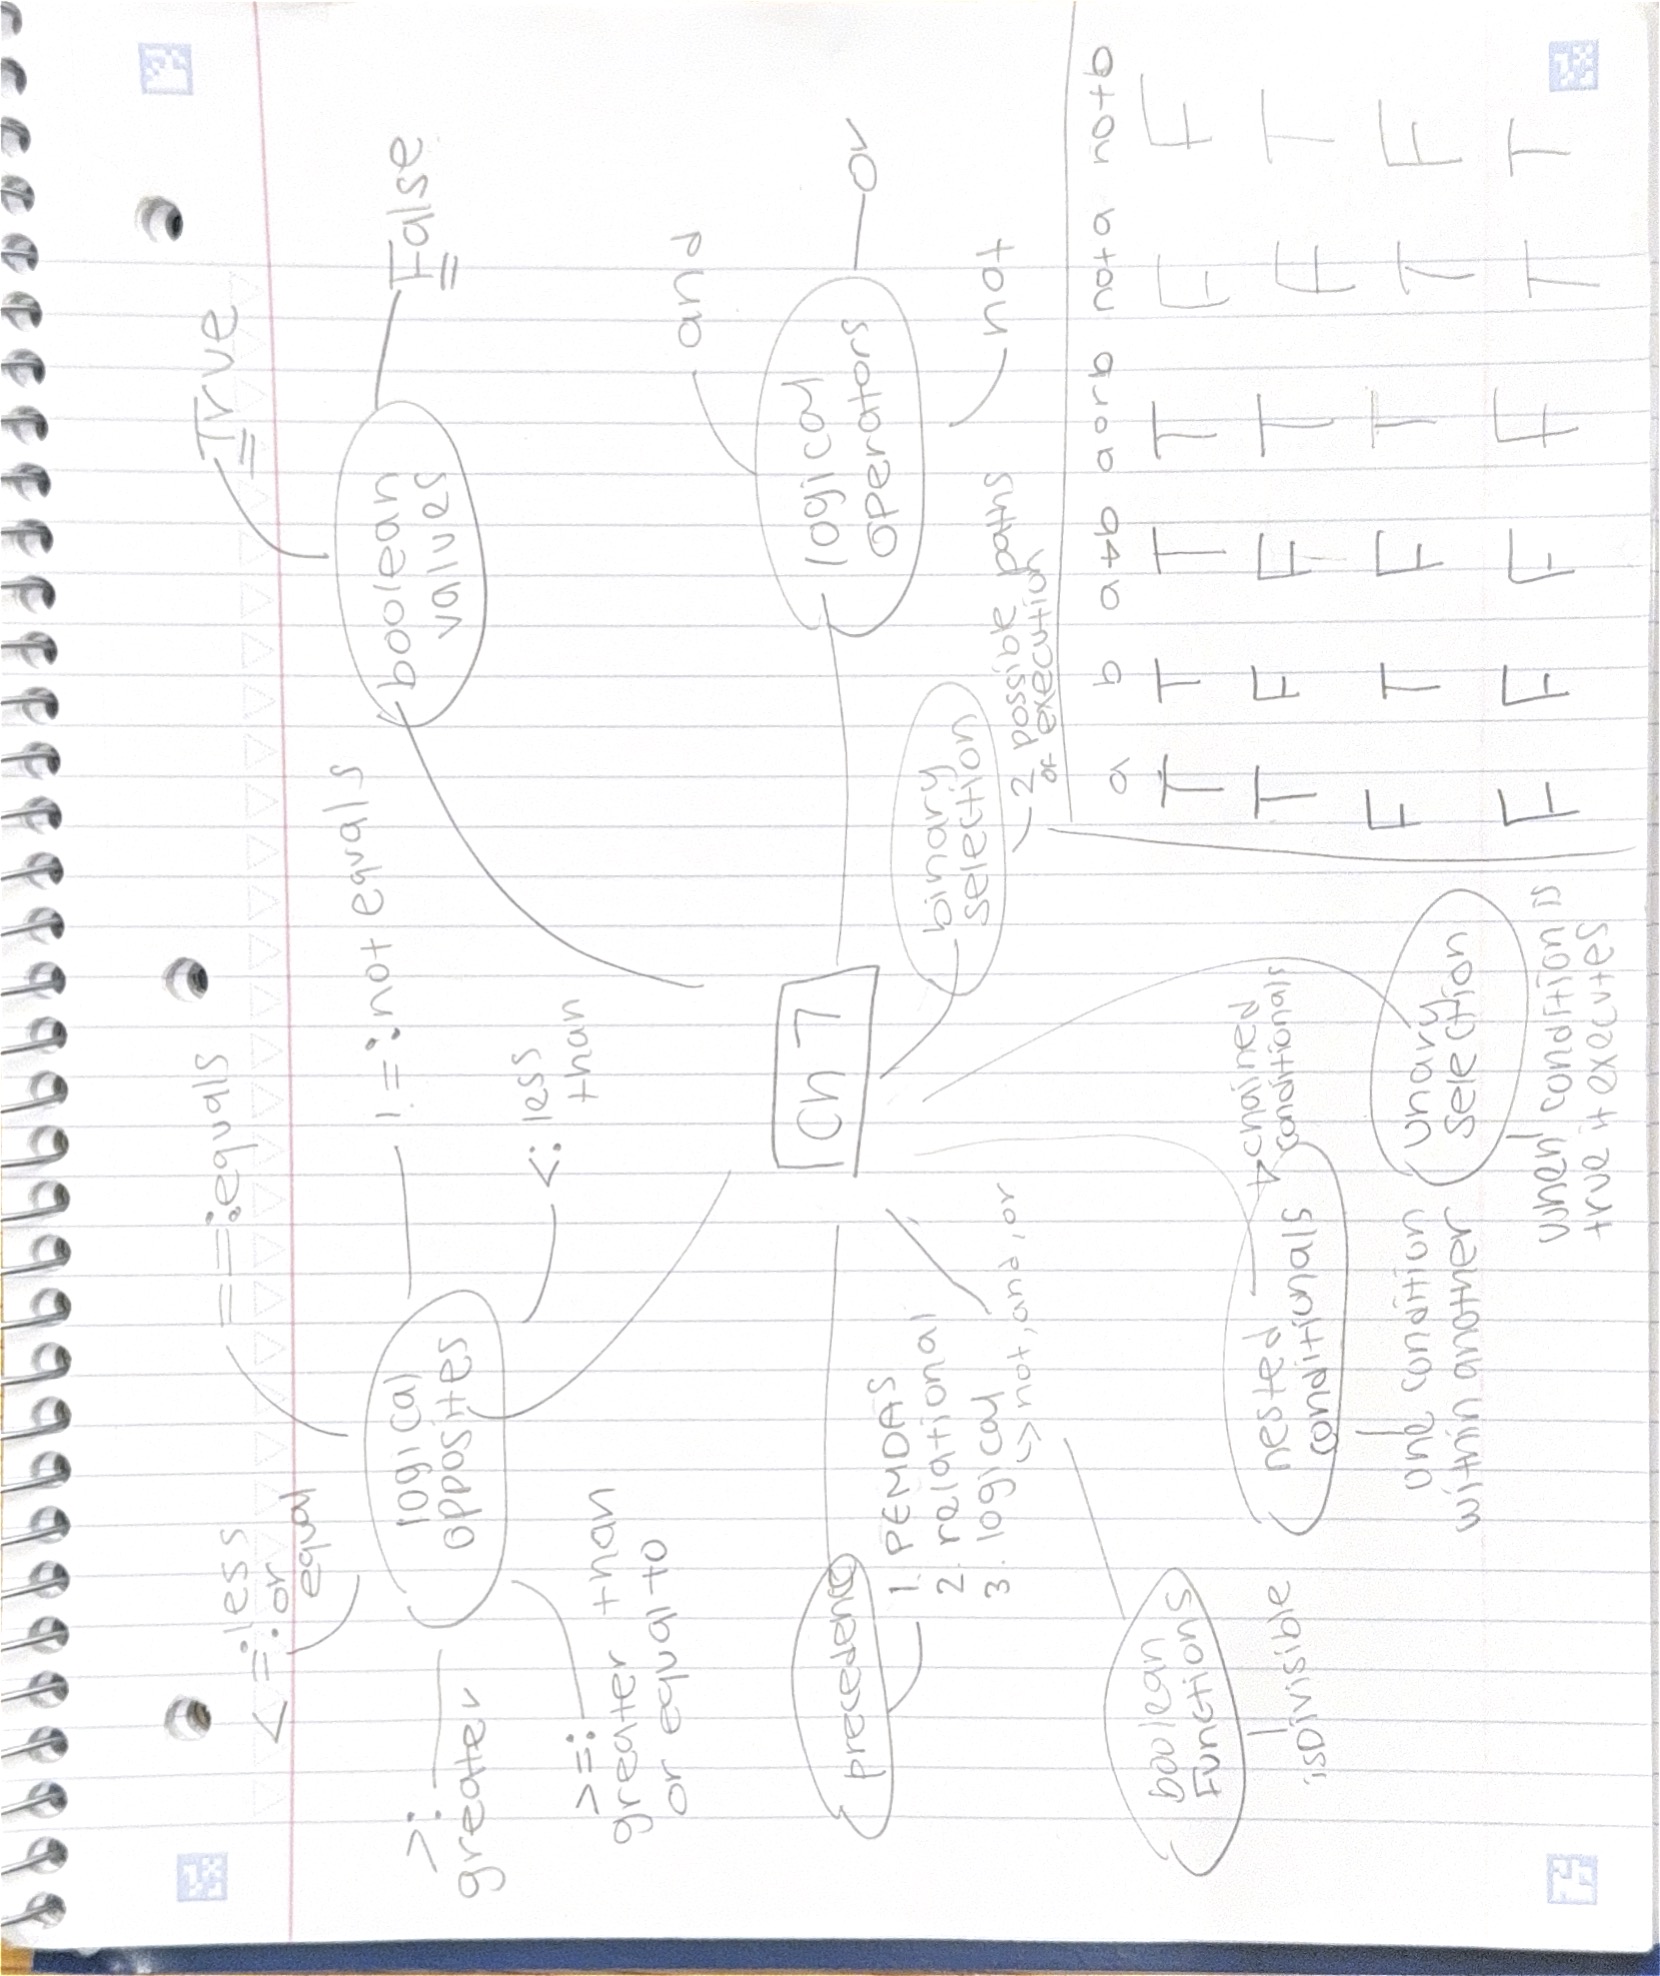 True
False
boolean
values
and
or
not
logical
operators
Ch 7
binary
selection
2 possible paths
of execution
<=: less
or
equal
==: equals
!=: not equals
<: less
than
logical
opposites
>:
greater
>=:
greater than
or equal to
precedence
1. PEMDAS
2. relational
3. logical
↳ not, and, or
boolean
Functions
isDivisible
nested
conditionals
chained
conditionals
one condition
within another
unary
selection
when condition is
true it executes
a b a+b a or b not a not b
T T T T F F
T F F T F T
F T F T T F
F F F F T T